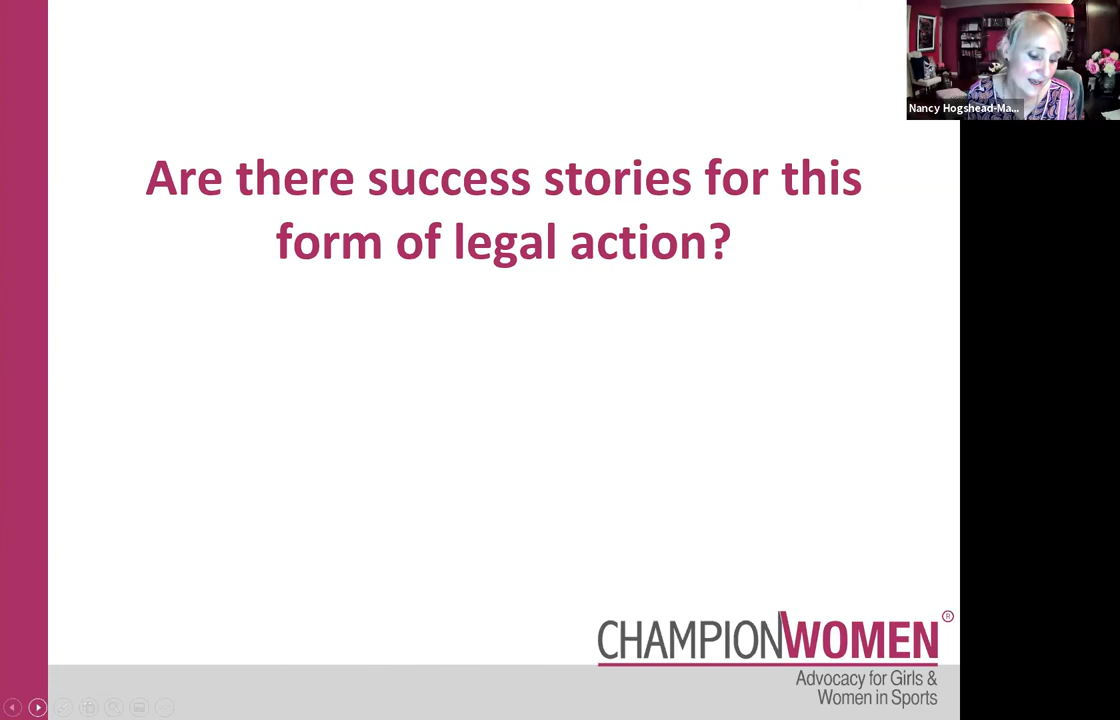 Nancy Hogshead-Ma...
Are there success stories for this
form of legal action?
CHAMPIONWOMEN®
Advocacy for Girls &
Women in Sports